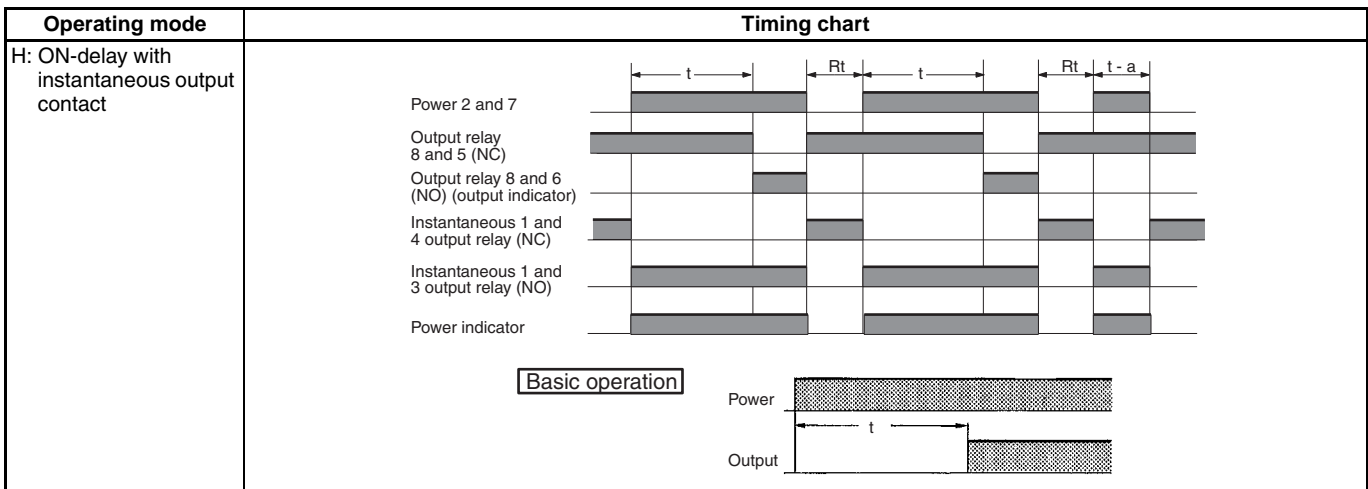 Operating mode
Timing chart
H: ON-delay with
instantaneous output
contact
t
Rt
t
Rt
t - a
Power 2 and 7
Output relay
8 and 5 (NC)
Output relay 8 and 6
(NO) (output indicator)
Instantaneous 1 and
4 output relay (NC)
Instantaneous 1 and
3 output relay (NO)
Power indicator
Basic operation
Power
t
Output